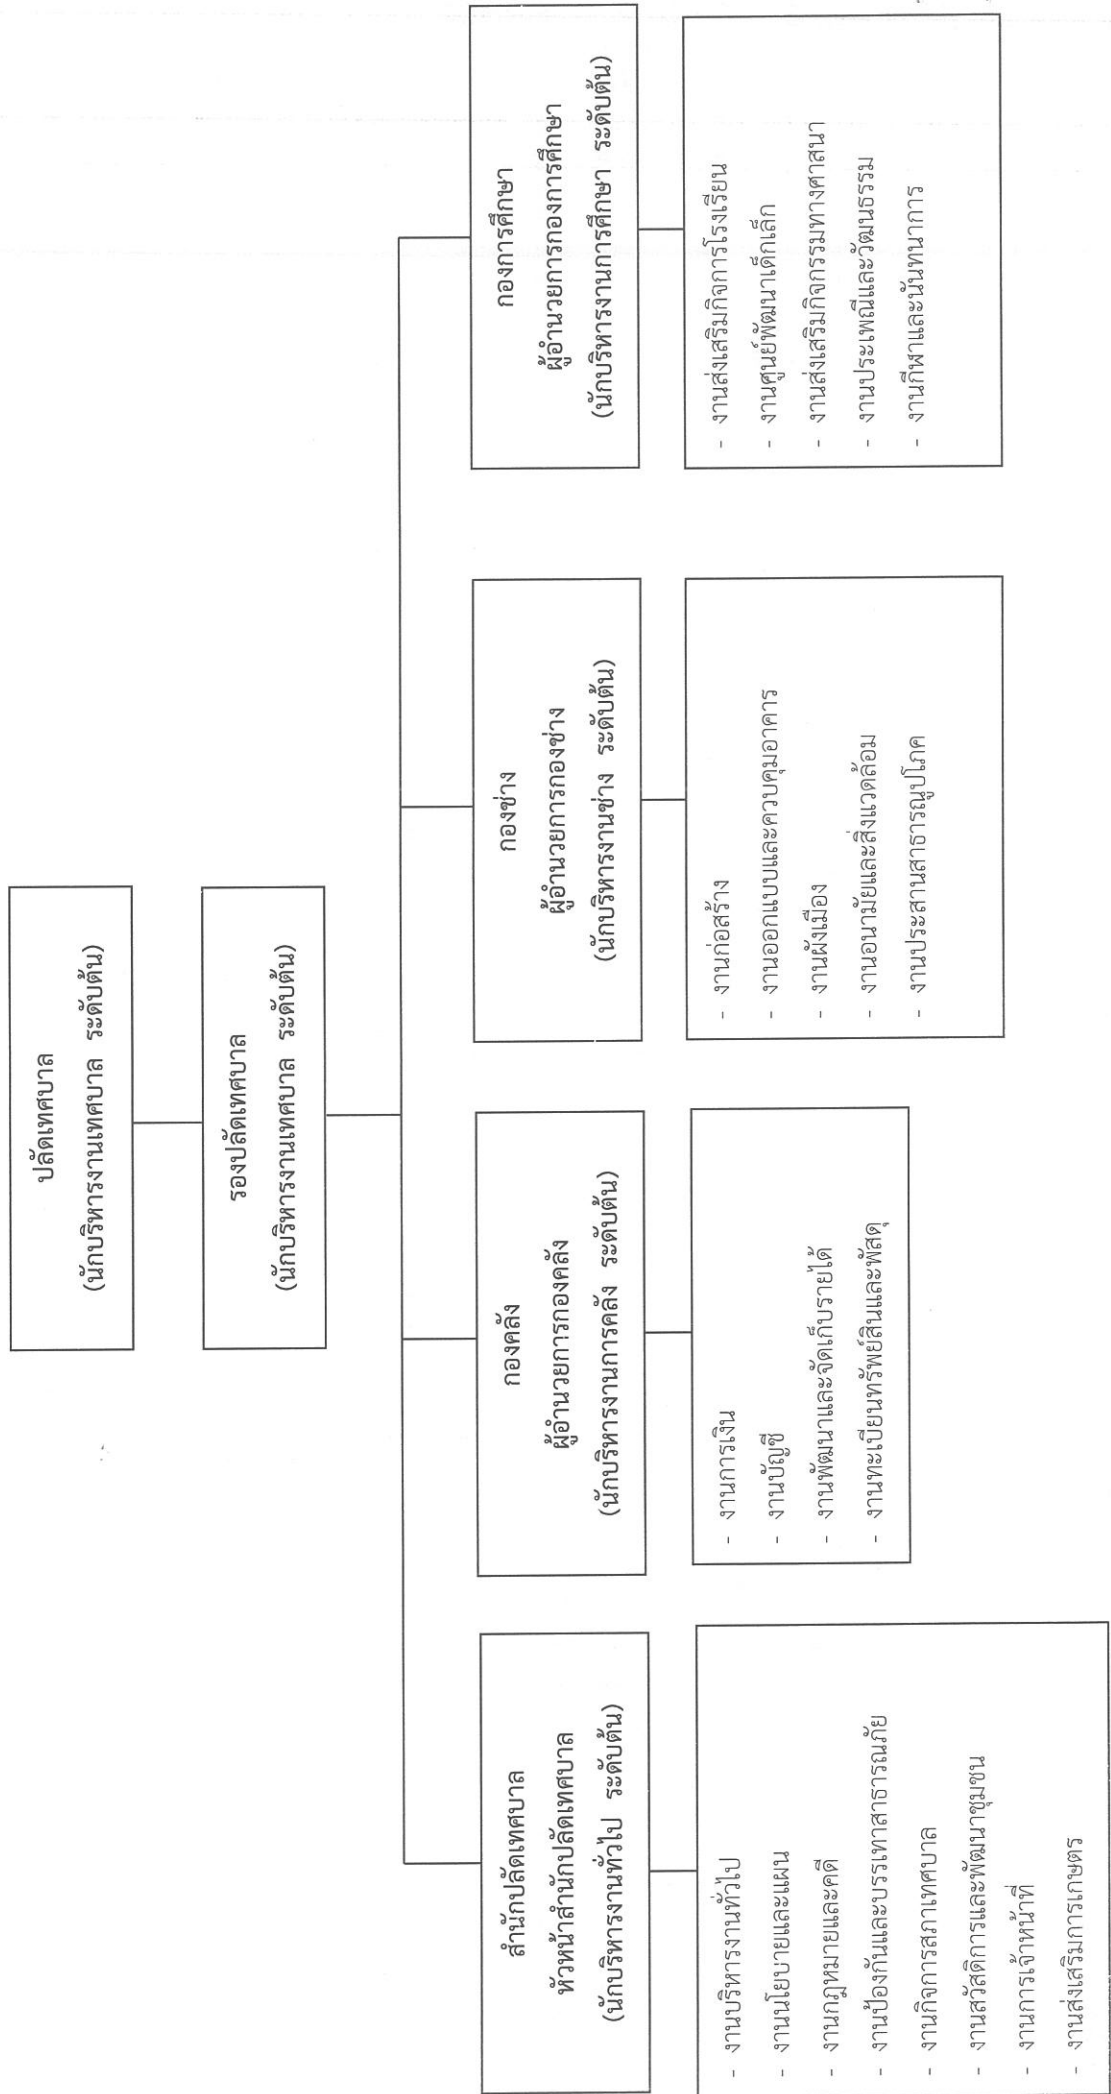 ปลัดเทศบาล
(นักบริหารงานเทศบาล ระดับต้น)
รองปลัดเทศบาล
(นักบริหารงานเทศบาล ระดับต้น)
สำนักปลัดเทศบาล
หัวหน้าสำนักปลัดเทศบาล
(นักบริหารงานทั่วไป ระดับต้น)
- งานบริหารงานทั่วไป
- งานนโยบายและแผน
- งานกฎหมายและคดี
- งานป้องกันและบรรเทาสาธารณภัย
- งานกิจการสภาเทศบาล
- งานสวัสดิการและพัฒนาชุมชน
- งานการเจ้าหน้าที่
- งานส่งเสริมการเกษตร
กองคลัง
ผู้อำนวยการกองคลัง
(นักบริหารงานการคลัง ระดับต้น)
- งานการเงิน
- งานบัญชี
- งานพัฒนาและจัดเก็บรายได้
- งานทะเบียนทรัพย์สินและพัสดุ
กองช่าง
ผู้อำนวยการกองช่าง
(นักบริหารงานช่าง ระดับต้น)
- งานก่อสร้าง
- งานออกแบบและควบคุมอาคาร
- งานผังเมือง
- งานอนามัยและสิ่งแวดล้อม
- งานประสานสาธารณูปโภค
กองการศึกษา
ผู้อำนวยการกองการศึกษา
(นักบริหารงานการศึกษา ระดับต้น)
- งานส่งเสริมกิจการโรงเรียน
- งานศูนย์พัฒนาเด็กเล็ก
- งานส่งเสริมกิจกรรมทางศาสนา
- งานประเพณีและวัฒนธรรม
- งานกีฬาและนันทนาการ